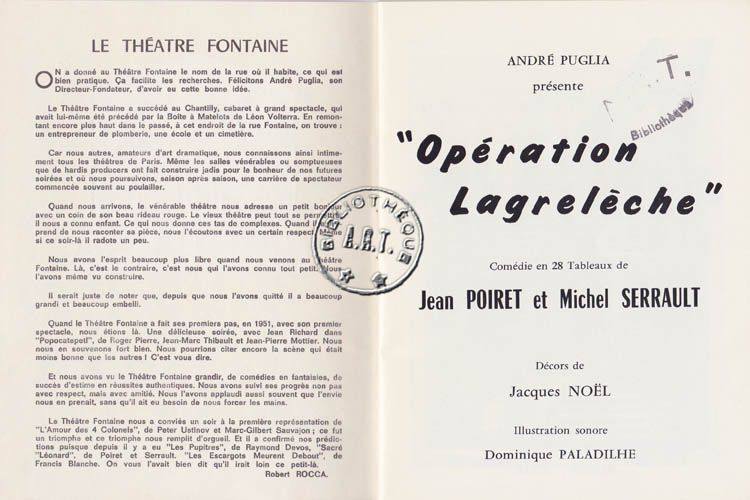 LE THÉATRE FONTAINE
ON a donné au Théâtre Fontaine le nom de la rue où il habite, ce qui est
bien pratique. Ça facilite les recherches. Félicitons André Puglia, son
Directeur-Fondateur, d'avoir eu cette bonne idée.
Le Théâtre Fontaine a succédé au Chantilly, cabaret à grand spectacle, qui
avait lui-même été précédé par la Boîte à Matelots de Léon Volterra. En remon-
tant encore plus haut dans le passé, à cet endroit de la rue Fontaine, on trouve :
un entrepreneur de plomberie, une école et un cimetière.
Car nous autres, amateurs d'art dramatique, nous connaissons ainsi intime-
ment tous les théâtres de Paris. Même les salles vénérables ou somptueuses
que de hardis producteurs ont fait construire jadis pour le bonheur de nos futures
soirées et où nous poursuivons, saison après saison, une carrière de spectateur
commencée souvent au poulailler.
Quand nous arrivons, le vénérable théâtre nous adresse un petit bonjour
avec un coin de son beau rideau rouge. Le vieux théâtre peut tout se permettre,
il nous a connu enfant. Ce qui nous donne ces tas de complexes. Quand il
prend de nous raconter sa pièce, nous l'écoutons avec un certain respect. Même
si ce soir-là il radote un peu.
Nous avons l'esprit beaucoup plus libre quand nous venons au Théâtre
Fontaine. Là, c'est le contraire, c'est nous qui l'avons connu tout petit. Nous
l'avons même vu construire.
Il serait juste de noter que, depuis que nous l'avons quitté il a beaucoup
grandi et beaucoup embelli.
Quand le Théâtre Fontaine a fait ses premiers pas, en 1951, avec son premier
spectacle, nous étions là. Une délicieuse soirée, avec Jean Richard dans
"Popocatepetl", de Roger Pierre, Jean-Marc Thibault et Jean-Pierre Mottier. Nous
nous en souvenons fort bien. Nous pourrions citer encore la scène qui était
moins bonne que les autres ! C'est vous dire.
Et nous avons vu le Théâtre Fontaine grandir, de comédies en fantaisies, de
succès d'estime en réussites authentiques. Nous avons suivi ses progrès non pas
avec respect, mais avec amitié. Nous l'avons applaudi aussi souvent que l'envie
nous en prenait, sans qu'il ait eu besoin de nous forcer les mains.
Le Théâtre Fontaine nous a conviés un soir à la première représentation de
"L'Amour des 4 Colonels", de Peter Ustinov et Marc-Gilbert Sauvajon ; ce fut
un triomphe et ce triomphe nous remplit d'orgueil. Et il a confirmé nos prédic-
tions puisque depuis il y a eu "Les Pupitres", de Raymond Devos, "Sacré
Léonard", de Poiret et Serrault, "Les Escargots Meurent Debout", de
Francis Blanche. On vous l'avait bien dit qu'il irait loin ce petit-là.
Robert ROCCA.
BIBLIOTHÈQUE
A.R.T.
ANDRÉ PUGLIA
présente
T.
Bibliothèque
"Opération
Lagrelèche"
Comédie en 28 Tableaux de
Jean POIRET et Michel SERRAULT
Décors de
Jacques NOËL
Illustration sonore
Dominique PALADILHE